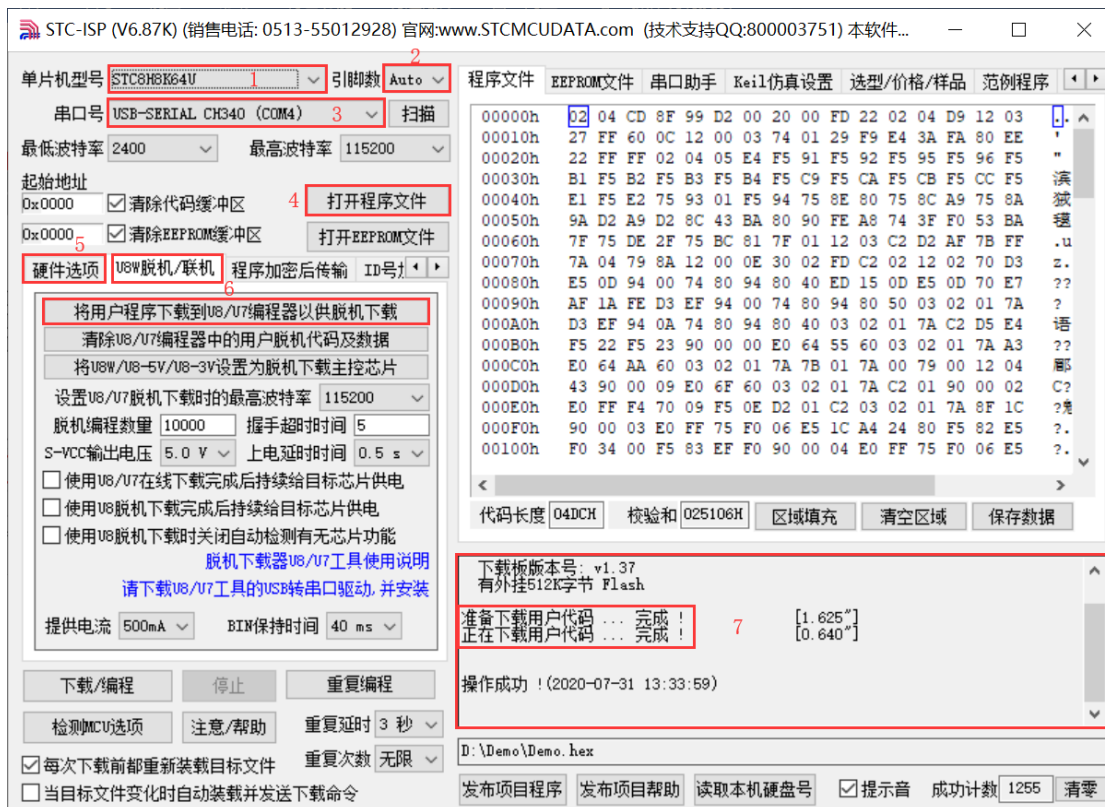 STC-ISP (V6.87K) (销售电话: 0513-55012928) 官网:www.STCMCUDATA.com  (技术支持QQ:800003751) 本软件...
单片机型号 STC8H8K64U 1 引脚数 Auto 2
串口号 USB-SERIAL CH340 (COM4) 3 扫描
最低波特率 2400 最高波特率 115200
起始地址
0x0000 清除代码缓冲区 4 打开程序文件
0x0000 清除EEPROM缓冲区 打开EEPROM文件
5
硬件选项 U8W脱机/联机 程序加密后传输 ID号
6
将用户程序下载到U8/U7编程器以供脱机下载
清除U8/U7编程器中的用户脱机代码及数据
将U8W/U8-5V/U8-3V设置为脱机下载主控芯片
设置U8/U7脱机下载时的最高波特率 115200
脱机编程数量 10000 握手超时时间 5
S-VCC输出电压 5.0 V 上电延时时间 0.5 s
使用U8/U7在线下载完成后持续给目标芯片供电
使用U8脱机下载完成后持续给目标芯片供电
使用U8脱机下载时关闭自动检测有无芯片功能
脱机下载器U8/U7工具使用说明
请下载U8/U7工具的USB转串口驱动,并安装
提供电流 500mA BIN保持时间 40 ms
下载/编程 停止 重复编程
检测MCU选项 注意/帮助 重复延时 3 秒
重复次数 无限
每次下载前都重新装载目标文件
当目标文件变化时自动装载并发送下载命令
程序文件 EEPROM文件 串口助手 Keil仿真设置 选型/价格/样品 范例程序
00000h 02 04 CD 8F 99 D2 00 20 00 FD 22 02 04 D9 12 03 ..
00010h 27 FF 60 0C 12 00 03 74 01 29 F9 E4 3A FA 80 EE '
00020h 22 FF FF 02 04 05 E4 F5 91 F5 92 F5 95 F5 96 F5 "
00030h B1 F5 B2 F5 B3 F5 B4 F5 C9 F5 CA F5 CB F5 CC F5 滨
00040h E1 F5 E2 75 93 01 F5 94 75 8E 80 75 8C A9 75 8A
00050h 9A D2 A9 D2 8C 43 BA 80 90 FE A8 74 3F F0 53 BA
00060h 7F 75 DE 2F 75 BC 81 7F 01 12 03 C2 D2 AF 7B FF .u
00070h 7A 04 79 8A 12 00 0E 30 02 FD C2 02 12 02 70 D3 z.
00080h E5 0D 94 00 74 80 94 80 40 ED 15 0D E5 0D 70 E7 ??
00090h AF 1A FE D3 EF 94 00 74 80 94 80 50 03 02 01 7A ?
000A0h D3 EF 94 0A 74 80 94 80 40 03 02 01 7A C2 D5 E4 语
000B0h F5 22 F5 23 90 00 00 E0 64 55 60 03 02 01 7A A3 ??
000C0h E0 64 AA 60 03 02 01 7A 7B 01 7A 00 79 00 12 04 郿
000D0h 43 90 00 09 E0 6F 60 03 02 01 7A C2 01 90 00 02 C?
000E0h E0 FF F4 70 09 F5 0E D2 01 C2 03 02 01 7A 8F 1C
000F0h 90 00 03 E0 FF 75 F0 06 E5 1C A4 24 80 F5 82 E5 ?.
00100h F0 34 00 F5 83 EF F0 90 00 04 E0 FF 75 F0 06 E5 ?.
代码长度 04DCH 校验和 025106H 区域填充 清空区域 保存数据
下载板版本号: v1.37
有外挂512K字节 Flash
准备下载用户代码 ... 完成 ! [1.625"]
正在下载用户代码 ... 完成 ! 7 [0.640"]
操作成功 !(2020-07-31 13:33:59)
D:\Demo\Demo.hex
发布项目程序 发布项目帮助 读取本机硬盘号 提示音 成功计数 1255 清零